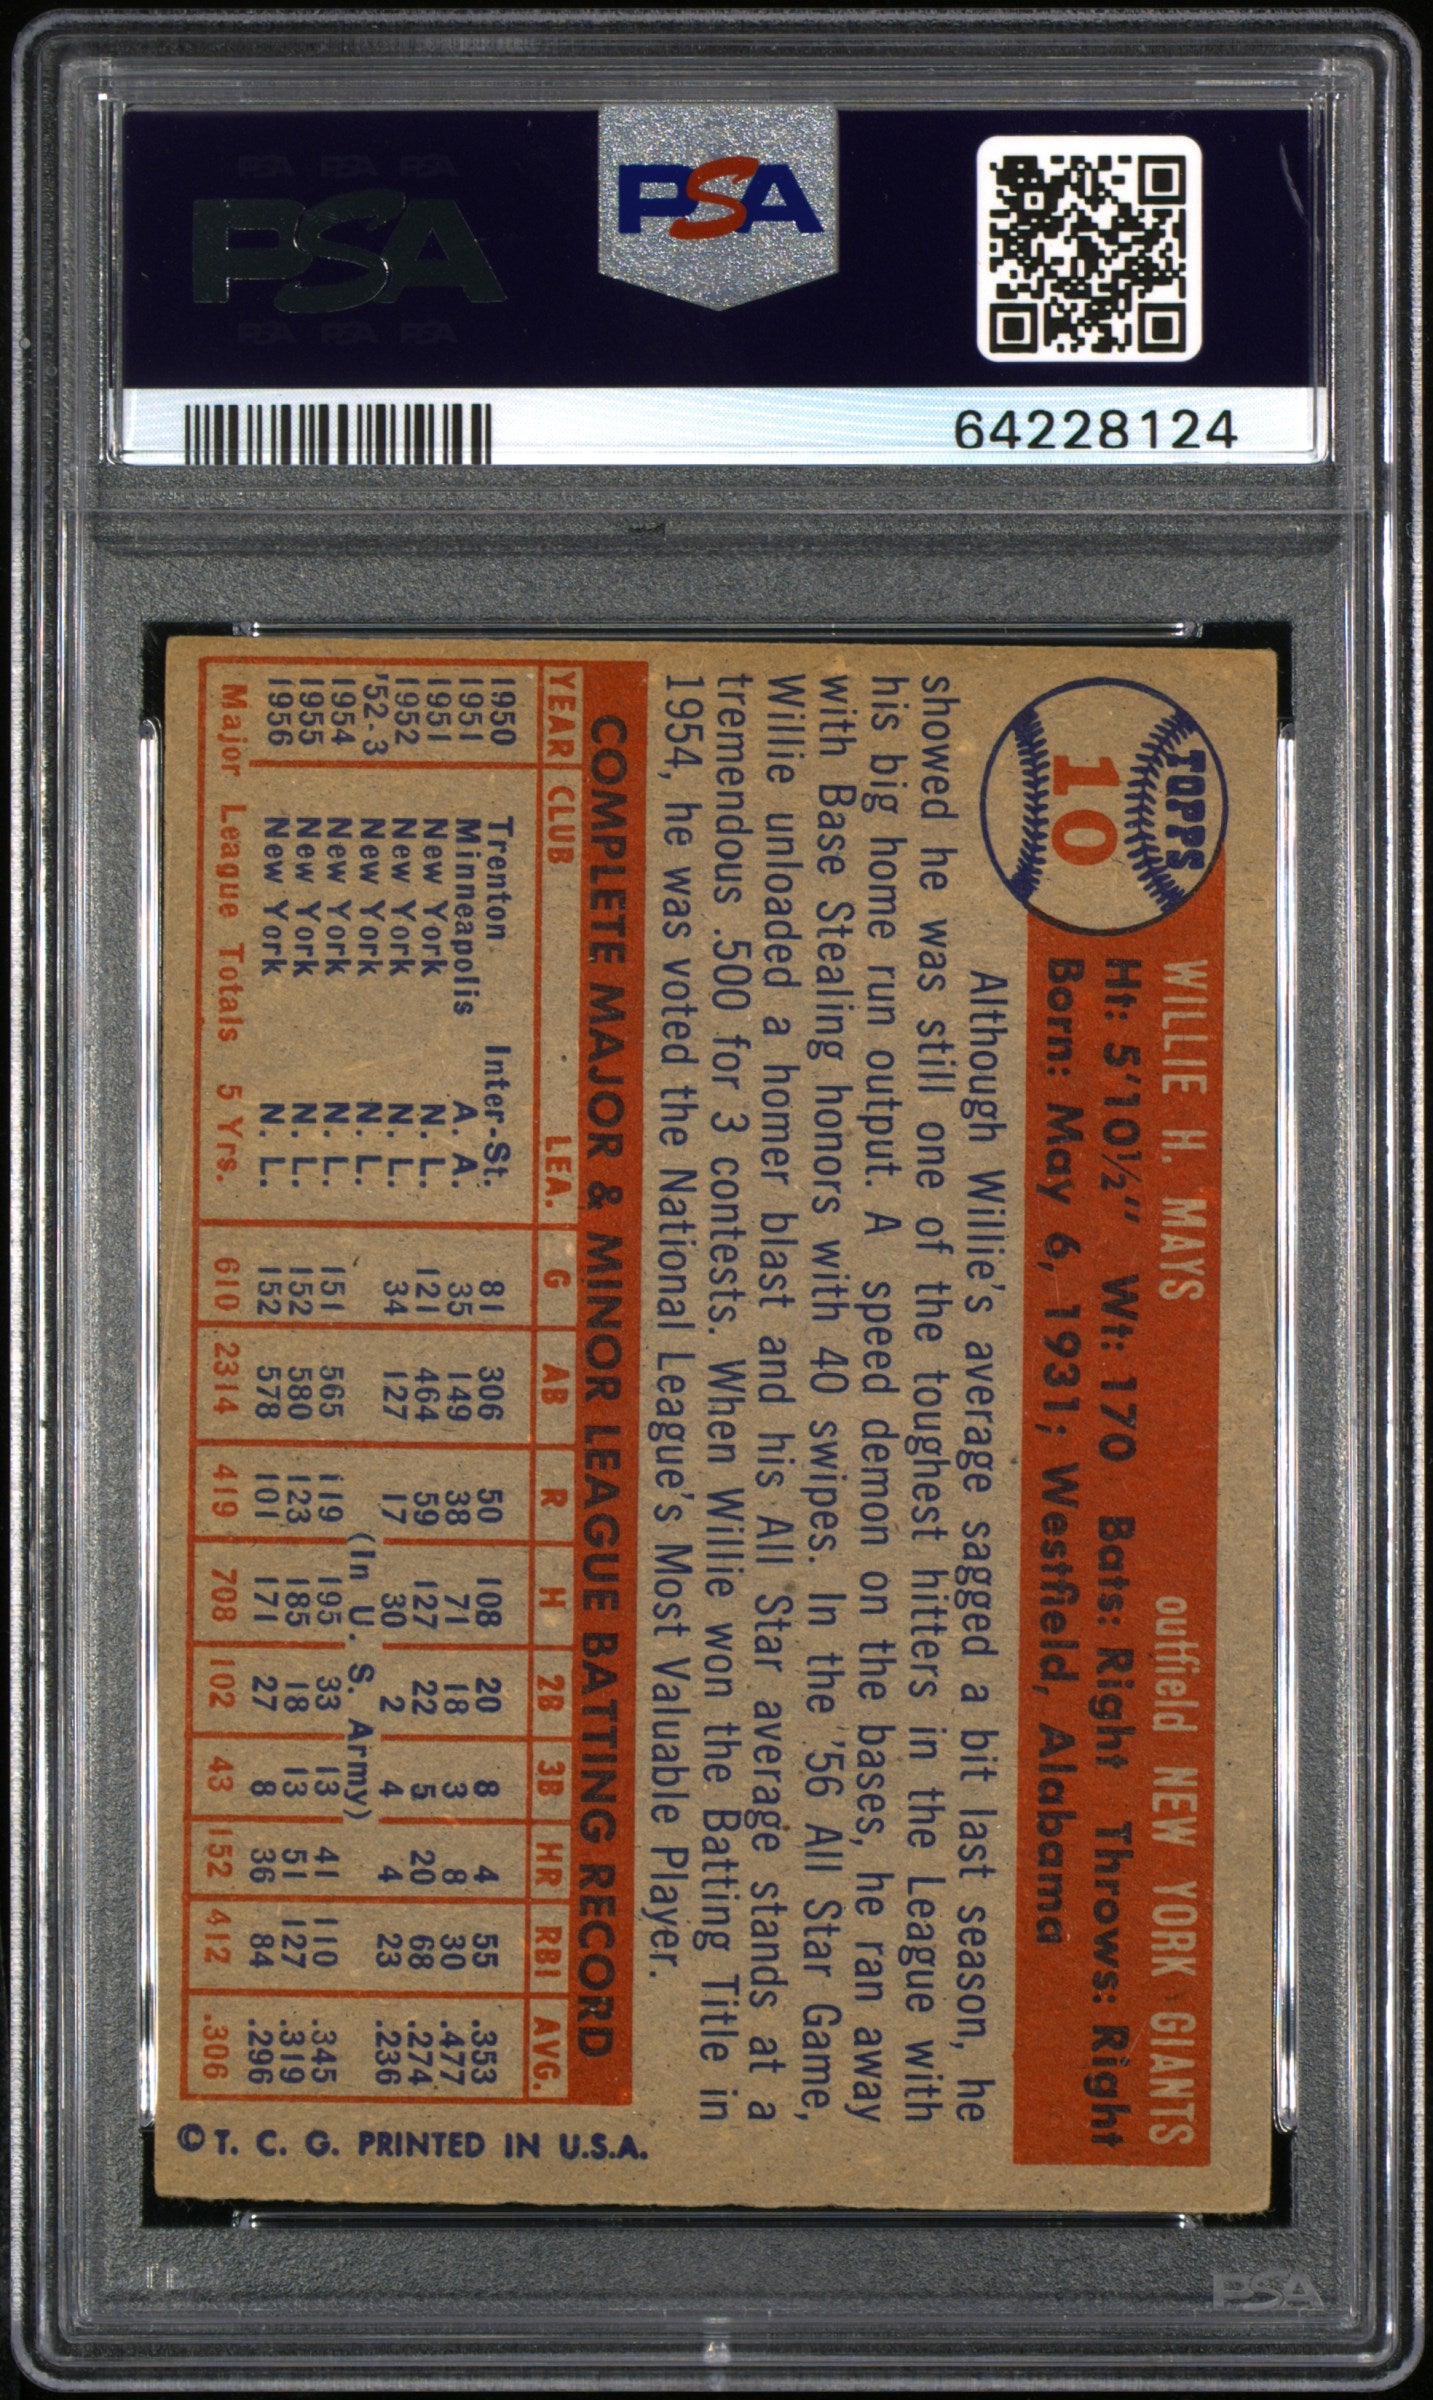 PSA PSA PSA
PSA
PSA PSA PSA
PSA
64228124
TOPPS
10
WILLIE H. MAYS outfield NEW YORK GIANTS
Ht: 5'10½" Wt: 170 Bats: Right Throws: Right
Born: May 6, 1931; Westfield, Alabama
Although Willie's average sagged a bit last season, he
showed he was still one of the toughest hitters in the League with
his big home run output. A speed demon on the bases, he ran away
with Base Stealing honors with 40 swipes. In the '56 All Star Game,
Willie unloaded a homer blast and his All Star average stands at a
tremendous .500 for 3 contests. When Willie won the Batting Title in
1954, he was voted the National League's Most Valuable Player.
COMPLETE MAJOR & MINOR LEAGUE BATTING RECORD
YEAR CLUB LEA. G AB R H 2B 3B HR RBI AVG.
1950 Trenton Inter-St. 81 306 50 108 20 8 4 55 .353
1951 Minneapolis A. A. 35 149 38 71 18 3 8 30 .477
1951 New York N. L. 121 464 59 127 22 5 20 68 .274
1952 New York N. L. 34 127 17 30 2 4 4 23 .236
'52-3 New York N. L. (In U. S. Army)
1954 New York N. L. 151 565 119 195 33 13 41 110 .345
1955 New York N. L. 152 580 123 185 18 13 51 127 .319
1956 New York N. L. 152 578 101 171 27 8 36 84 .296
Major League Totals 5 Yrs. 610 2314 419 708 102 43 152 412 .306
© T. C. G. PRINTED IN U.S.A.
PSA